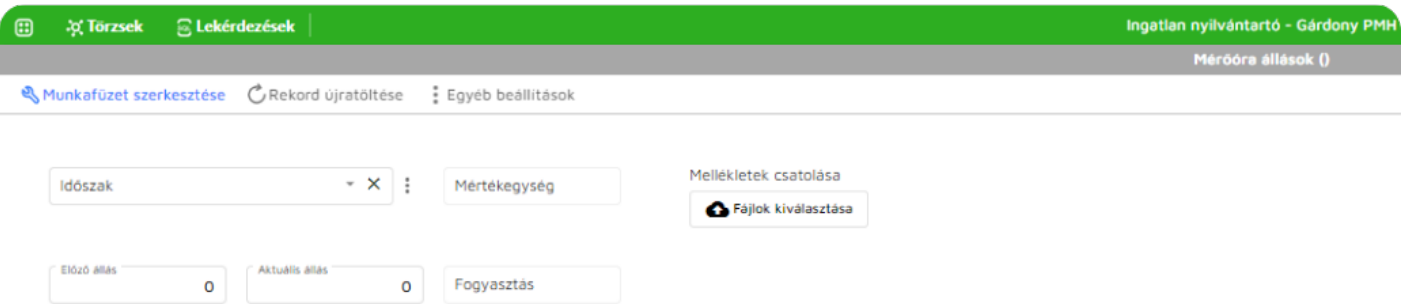 Törzsek Lekérdezések Ingatlan nyilvántartó - Gárdony PMH
Mérőóra állások ()
Munkafüzet szerkesztése Rekord újratöltése Egyéb beállítások
Időszak Mértékegység Mellékletek csatolása
Fájlok kiválasztása
Előző állás 0 Aktuális állás 0 Fogyasztás